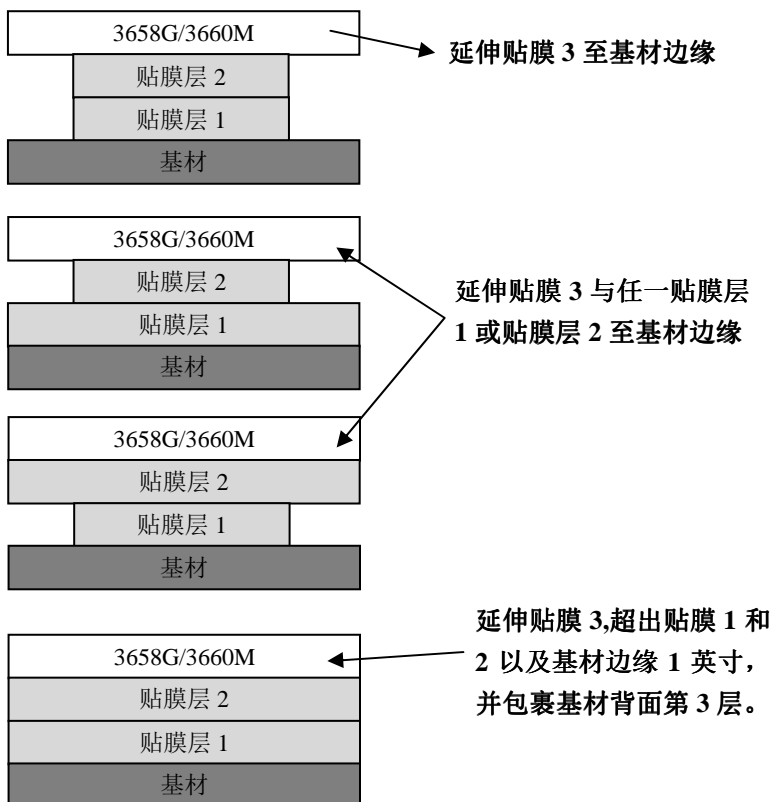 3658G/3660M
延伸贴膜 3 至基材边缘
贴膜层 2
贴膜层 1
基材
3658G/3660M
贴膜层 2
贴膜层 1
基材
延伸贴膜 3 与任一贴膜层
1 或贴膜层 2 至基材边缘
3658G/3660M
贴膜层 2
贴膜层 1
基材
延伸贴膜 3,超出贴膜 1 和
2 以及基材边缘 1 英寸，
并包裹基材背面第 3 层。
3658G/3660M
贴膜层 2
贴膜层 1
基材